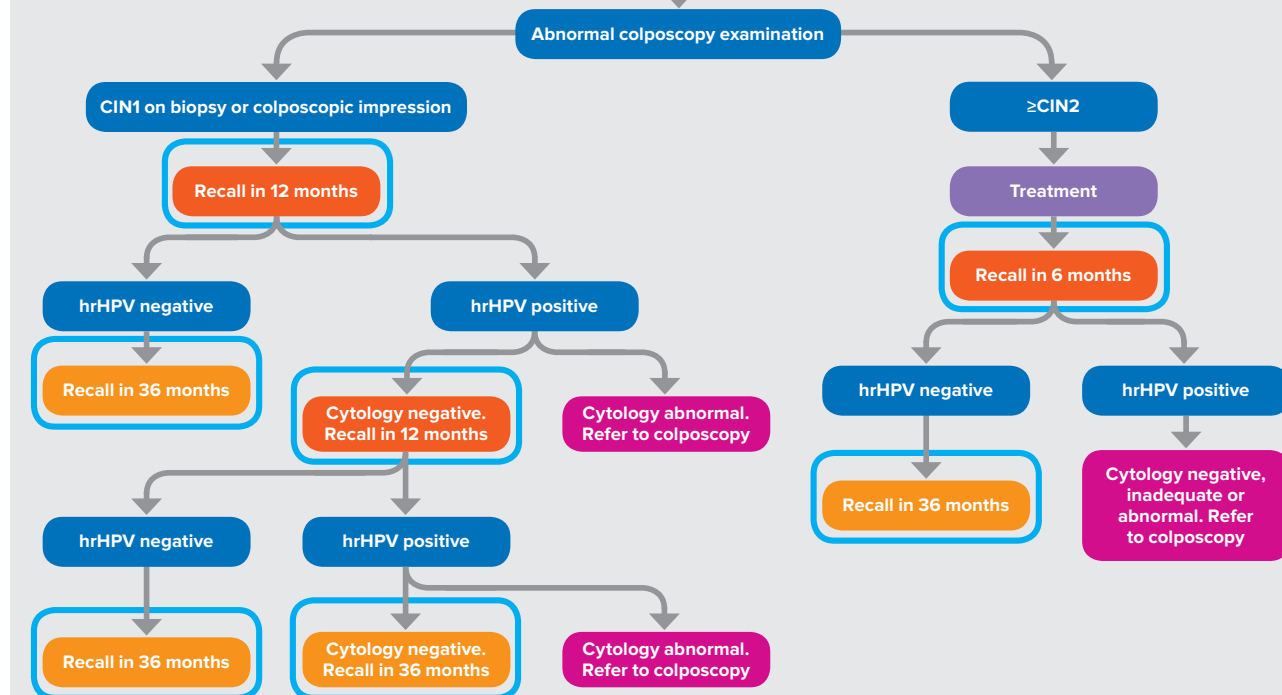 Abnormal colposcopy examination
CIN1 on biopsy or colposcopic impression
≥CIN2
Recall in 12 months
Treatment
Recall in 6 months
hrHPV negative
hrHPV positive
Recall in 36 months
Cytology negative.
Recall in 12 months
Cytology abnormal.
Refer to colposcopy
hrHPV negative
hrHPV positive
Recall in 36 months
Cytology negative,
inadequate or
abnormal. Refer
to colposcopy
hrHPV negative
hrHPV positive
Recall in 36 months
Cytology negative.
Recall in 36 months
Cytology abnormal.
Refer to colposcopy